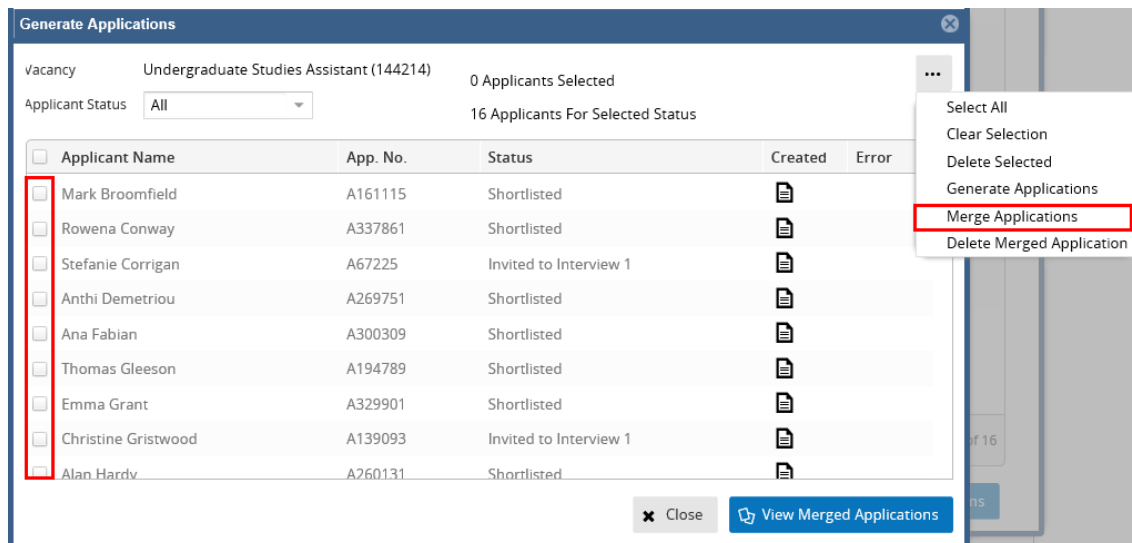 Generate Applications
Vacancy Undergraduate Studies Assistant (144214) 0 Applicants Selected ...
Applicant Status All 16 Applicants For Selected Status
Select All
Clear Selection
Delete Selected
Generate Applications
Merge Applications
Delete Merged Application
Applicant Name App. No. Status Created Error
Mark Broomfield A161115 Shortlisted
Rowena Conway A337861 Shortlisted
Stefanie Corrigan A67225 Invited to Interview 1
Anthi Demetriou A269751 Shortlisted
Ana Fabian A300309 Shortlisted
Thomas Gleeson A194789 Shortlisted
Emma Grant A329901 Shortlisted
Christine Gristwood A139093 Invited to Interview 1
Alan Hardy A260131 Shortlisted
of 16
Close View Merged Applications
ns